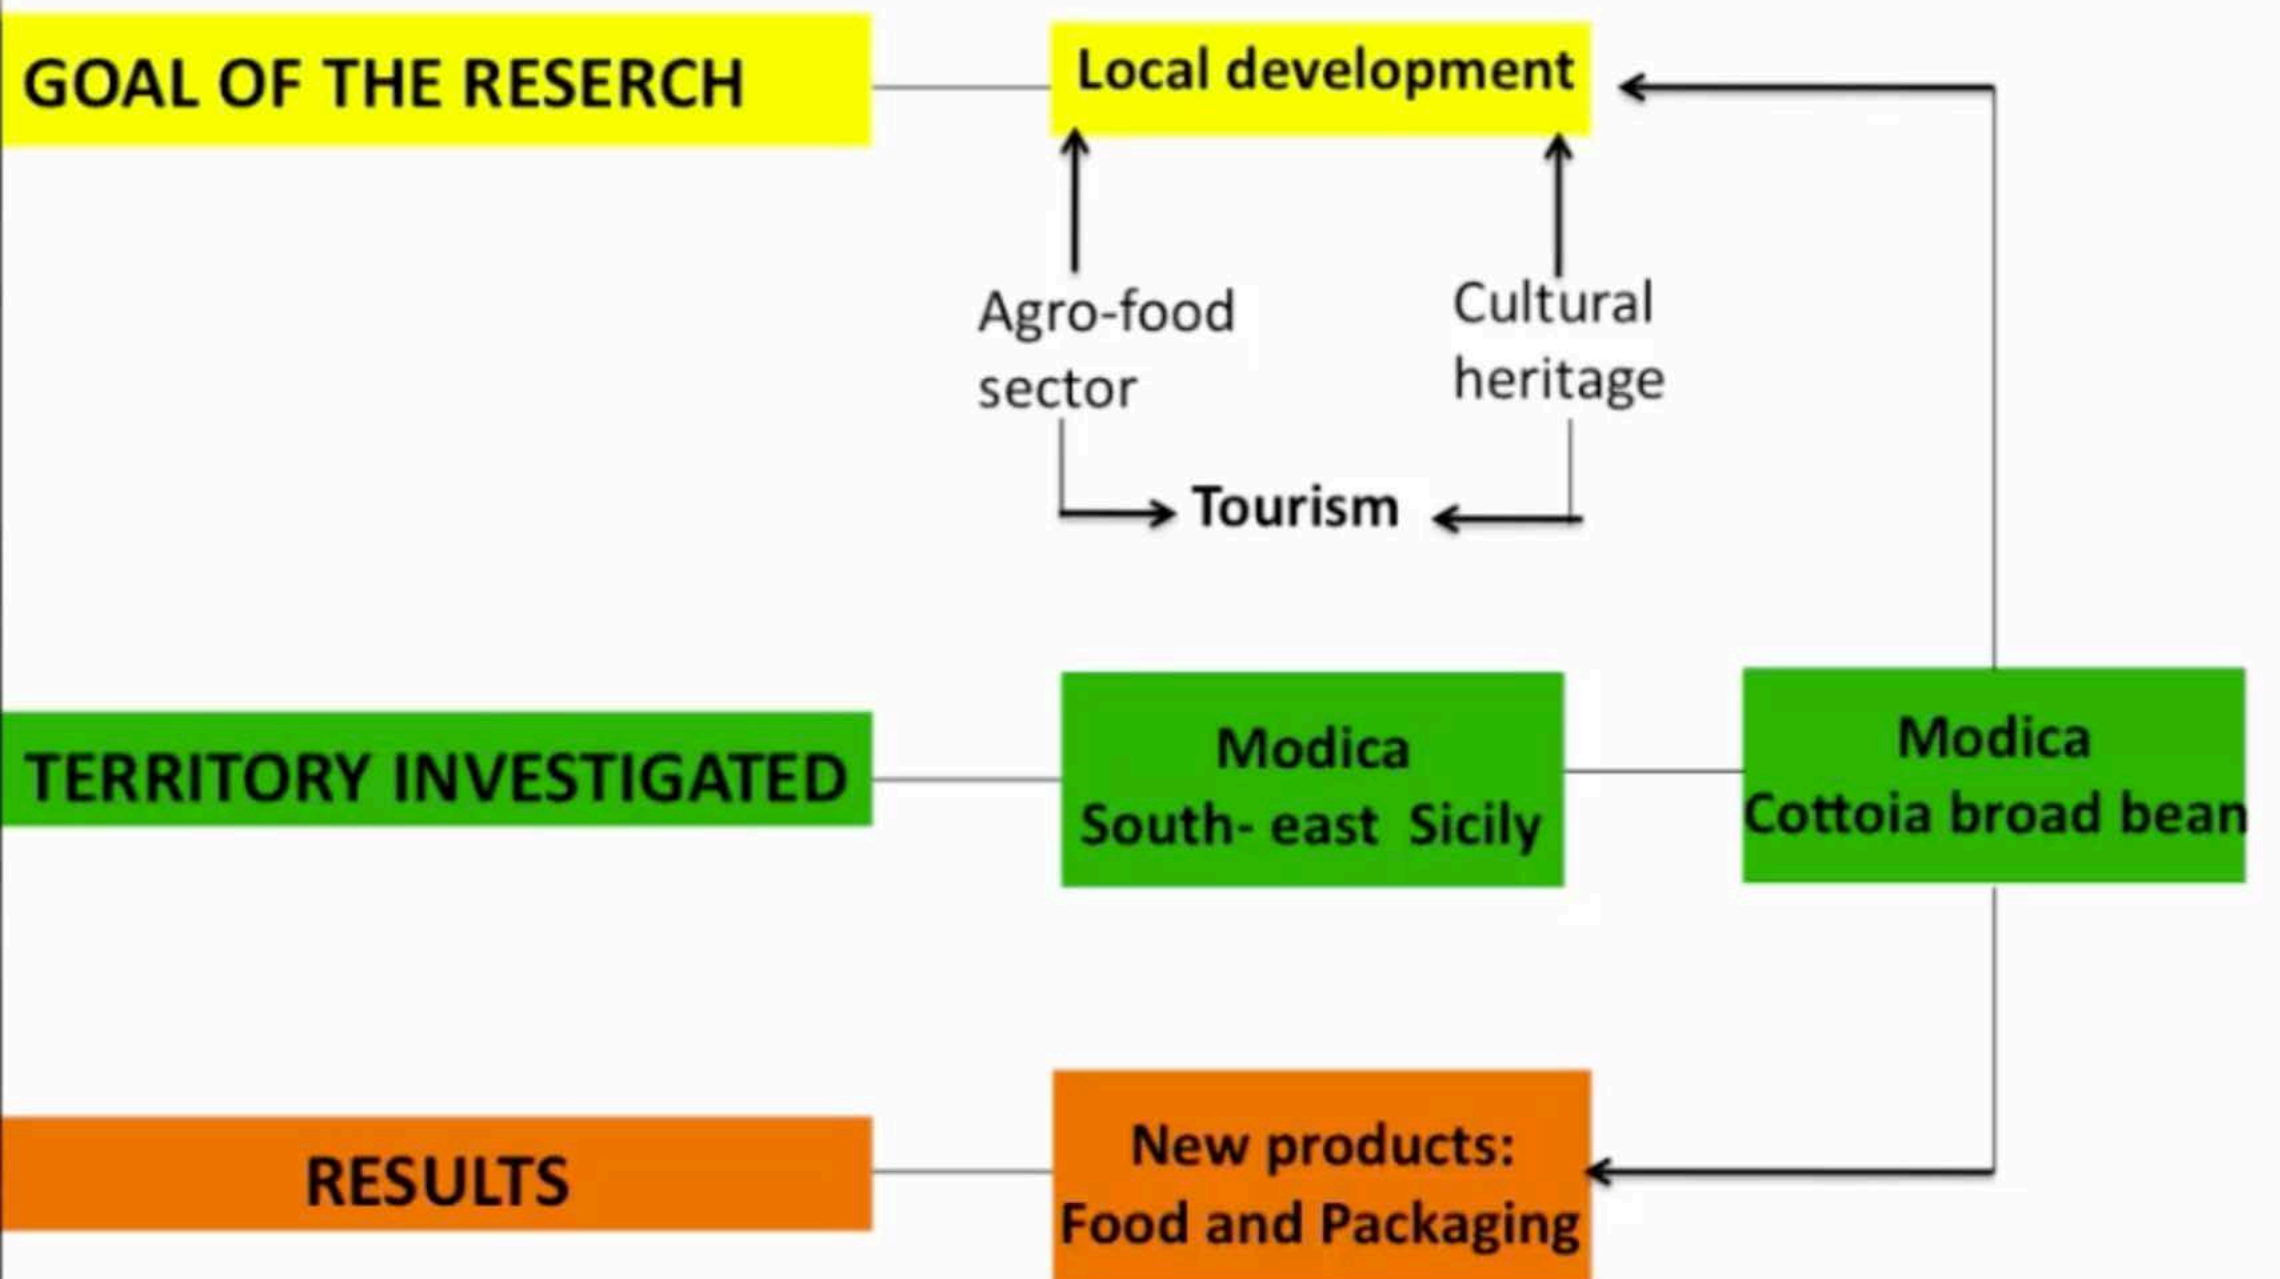 GOAL OF THE RESERCH
Local development
Agro-food
sector
Cultural
heritage
Tourism
TERRITORY INVESTIGATED
Modica
South- east Sicily
Modica
Cottoia broad bean
RESULTS
New products:
Food and Packaging